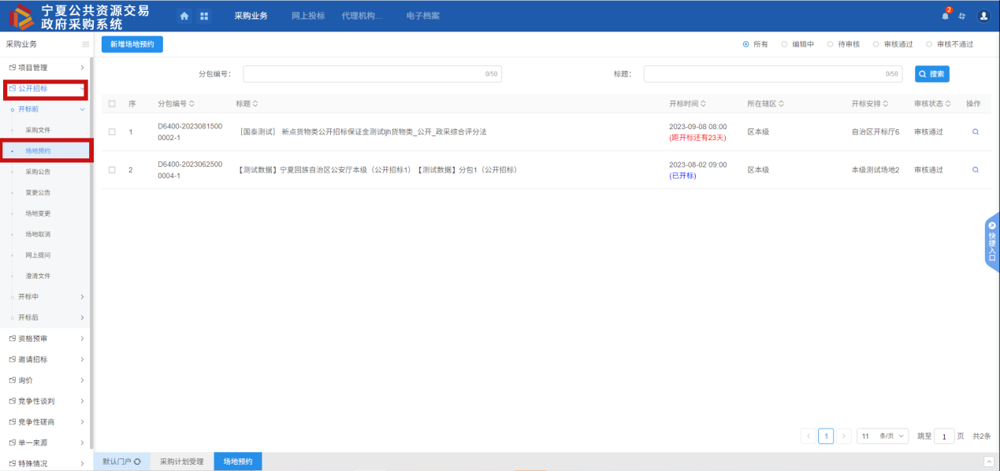 宁夏公共资源交易
政府采购系统
采购业务
网上投标
代理机构...
电子档案
2
采购业务
新增场地预约
所有
编辑中
待审核
审核通过
审核不通过
项目管理
公开招标
开标前
采购文件
场地预约
采购公告
变更公告
场地变更
场地取消
网上提问
澄清文件
开标中
开标后
资格预审
邀请招标
询价
竞争性谈判
竞争性磋商
单一来源
特殊情况
分包编号:
0/50
标题:
0/50
搜索
序 分包编号 标题 开标时间 所在辖区 开标安排 审核状态 操作
1 D6400-2023081500 [国泰测试] 新点货物类公开招标保证金测试ljh货物类_公开_政采综合评分法 2023-09-08 08:00 区本级 自治区开标厅6 审核通过
0002-1 (距开标还有23天)
2 D6400-2023062500 【测试数据】宁夏回族自治区公安厅本级(公开招标1)【测试数据】分包1(公开招标) 2023-08-02 09:00 区本级 本级测试场地2 审核通过
0004-1 (已开标)
快捷入口
1
11 条/页
跳至 1 页 共2条
默认门户
采购计划受理
场地预约